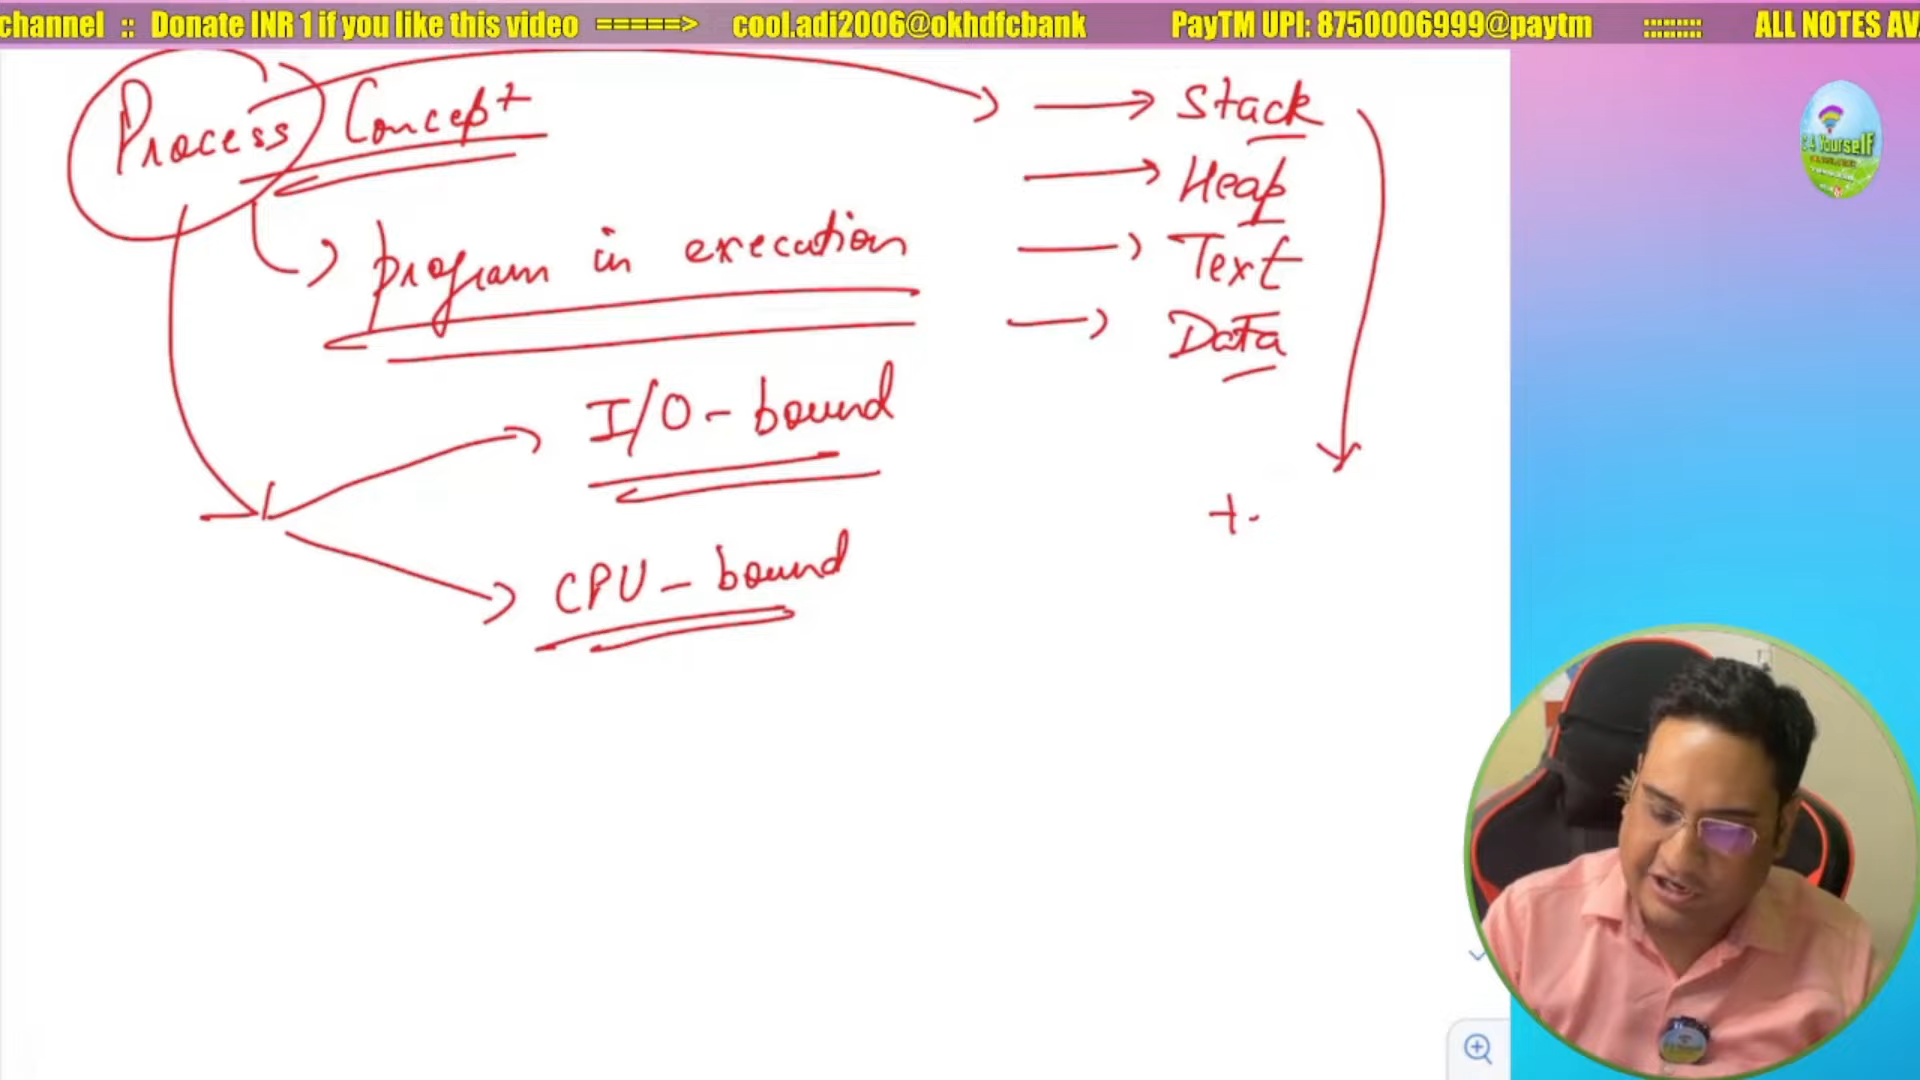 channel :: Donate INR 1 if you like this video =====> cool.adi2006@okhdfcbank PayTM UPI: 8750006999@paytm ::::::::: ALL NOTES AV
Process Concept
program in execution
I/O - bound
CPU - bound
Stack
Heap
Text
Data
+
Yourself